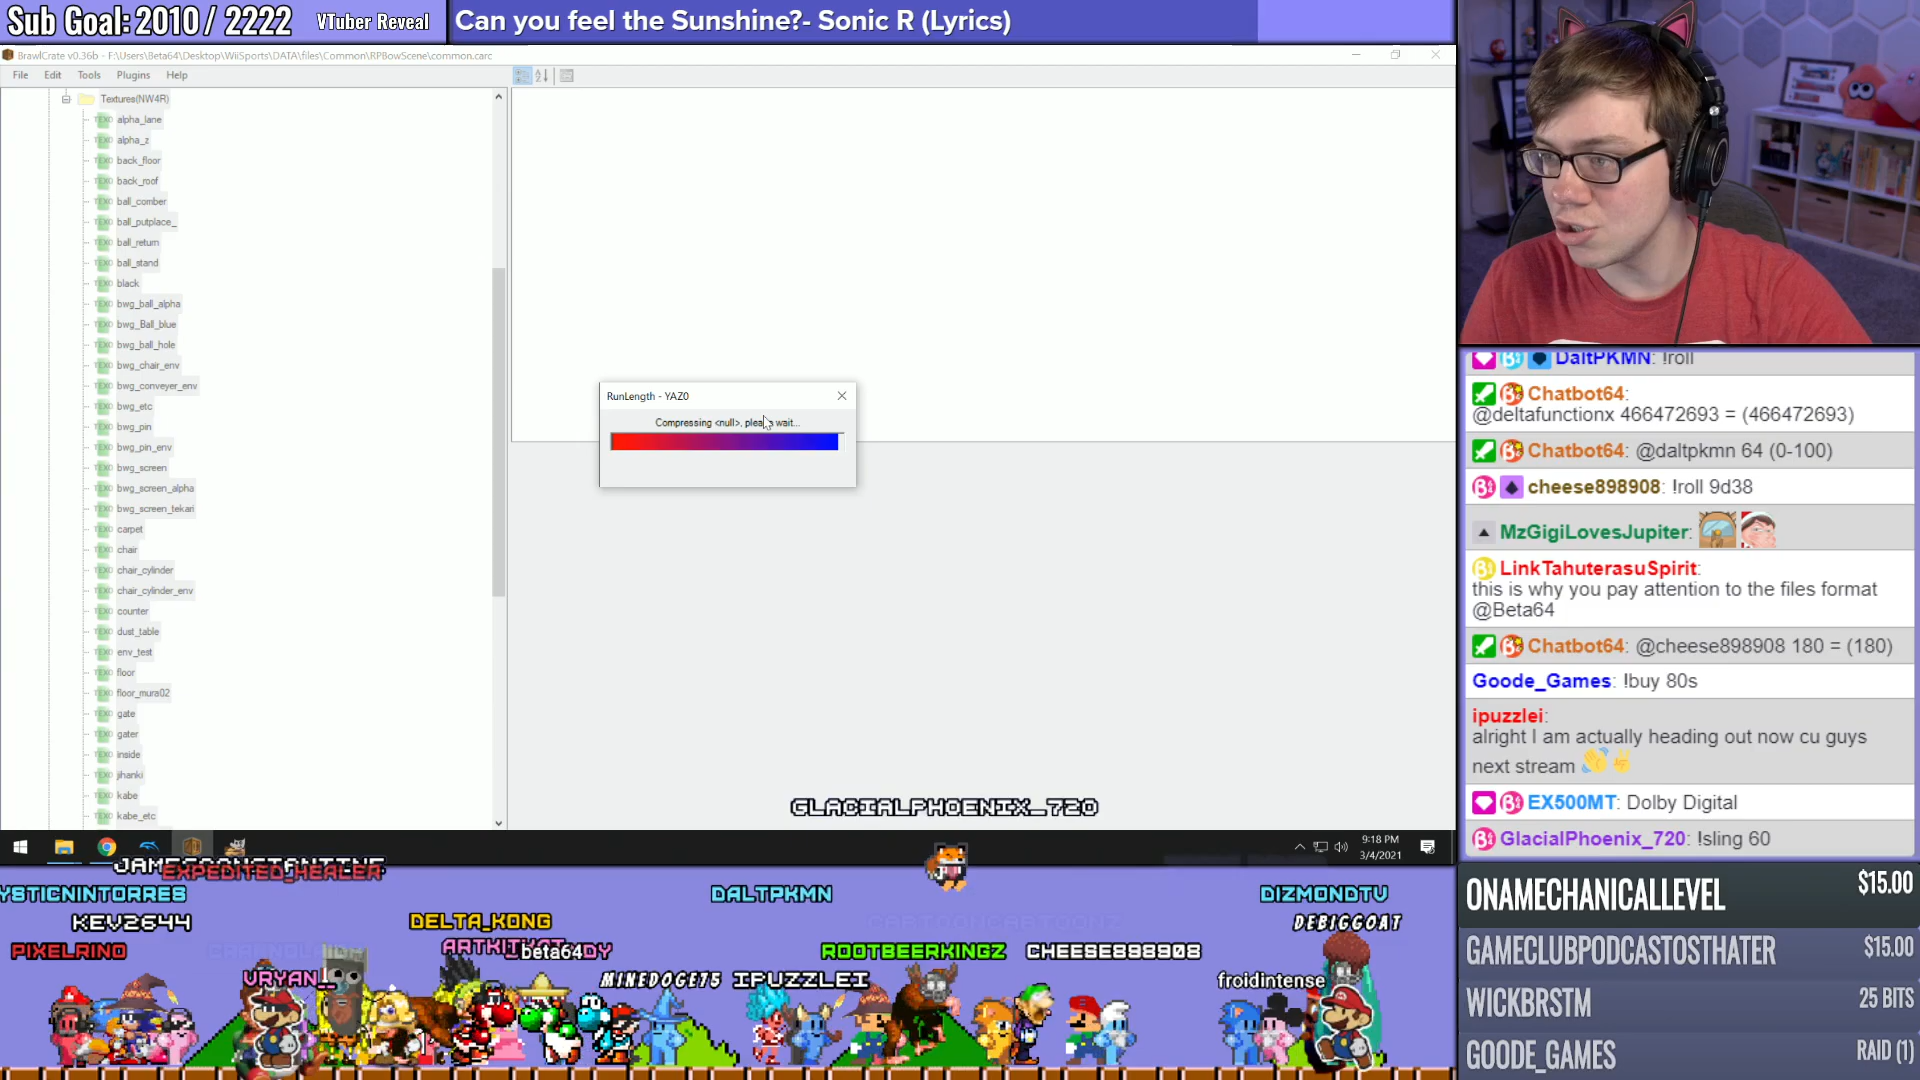 Sub Goal: 2010 / 2222
VTuber Reveal
Can you feel the Sunshine?- Sonic R (Lyrics)
BrawlCrate v0.36b - F:\Users\Beta64\Desktop\WiiSports\DATA\files\Common\RPBowScene\common.carc
File Edit Tools Plugins Help
Textures(NW4R)
alpha_lane
alpha_z
back_floor
back_roof
ball_comber
ball_putplace_
ball_return
ball_stand
black
bwg_ball_alpha
bwg_Ball_blue
bwg_ball_hole
bwg_chair_env
bwg_conveyer_env
bwg_etc
bwg_pin
bwg_pin_env
bwg_screen
bwg_screen_alpha
bwg_screen_tekari
carpet
chair
chair_cylinder
chair_cylinder_env
counter
dust_table
env_test
floor
floor_mura02
gate
gater
inside
jihanki
kabe
kabe_etc
RunLength - YAZ0
Compressing <null>, please wait...
GLACIALPHOENIX_720
9:18 PM
3/4/2021
DaltPKMN: !roll
Chatbot64:
@deltafunctionx 466472693 = (466472693)
Chatbot64: @daltpkmn 64 (0-100)
cheese898908: !roll 9d38
MzGigiLovesJupiter:
LinkTahuterasuSpirit:
this is why you pay attention to the files format
@Beta64
Chatbot64: @cheese898908 180 = (180)
Goode_Games: !buy 80s
ipuzzlei:
alright I am actually heading out now cu guys
next stream
EX500MT: Dolby Digital
GlacialPhoenix_720: !sling 60
ONAMECHANICALLEVEL $15.00
GAMECLUBPODCASTOSTHATER $15.00
WICKBRSTM 25 BITS
GOODE_GAMES RAID (1)
EXPEDITED_HEALER
YSTICNINTORRES
DALTPKMN
DIZMONDTV
KEV2644
DELTA_KONG
CARTOONCARTOONZ
DEBIGGOAT
PIXELRINO
beta64
ROOTBEERKINGZ
CHEESE898908
VRYAN_
MINEDOGE75
IPUZZLEI
froidintense